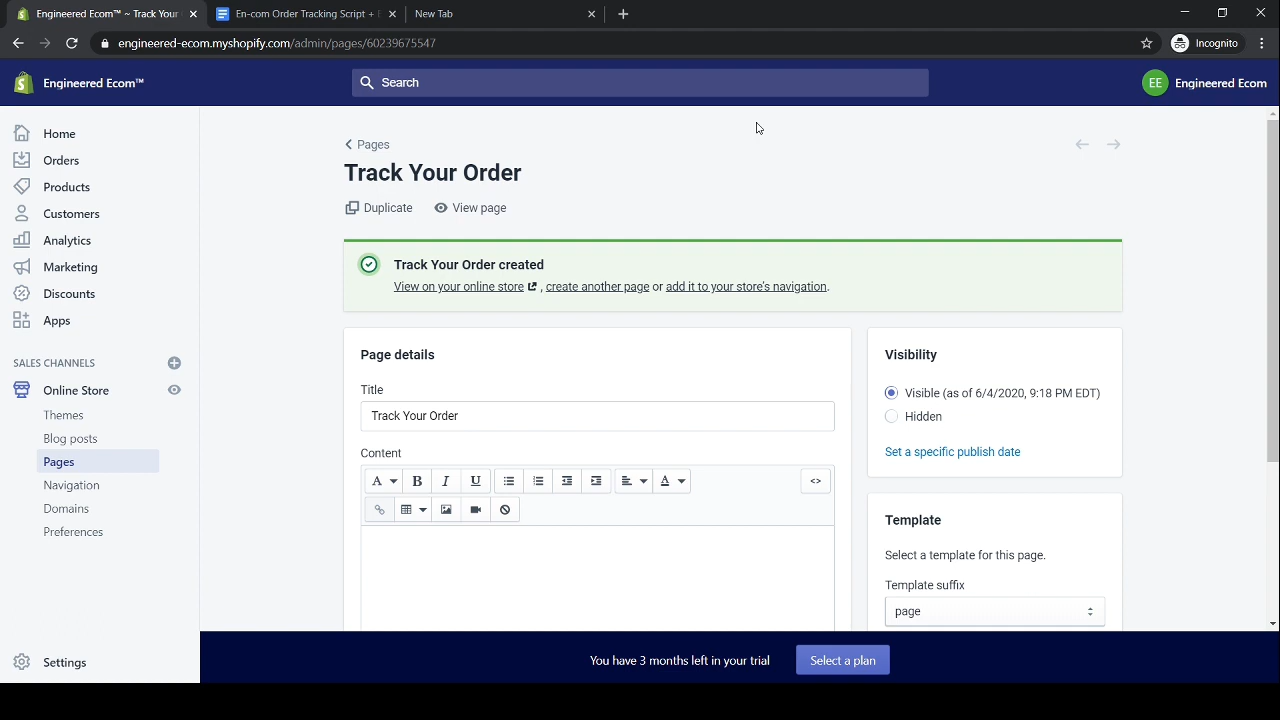 Engineered Ecom™ ~ Track Your
En-com Order Tracking Script +
New Tab
engineered-ecom.myshopify.com/admin/pages/60239675547
Incognito
Engineered Ecom™
Search
EE
Engineered Ecom
Home
Orders
Products
Customers
Analytics
Marketing
Discounts
Apps
SALES CHANNELS
Online Store
Themes
Blog posts
Pages
Navigation
Domains
Preferences
Settings
Pages
Track Your Order
Duplicate
View page
Track Your Order created
View on your online store , create another page or add it to your store's navigation.
Page details
Title
Track Your Order
Content
A B I U A
<>
Visibility
Visible (as of 6/4/2020, 9:18 PM EDT)
Hidden
Set a specific publish date
Template
Select a template for this page.
Template suffix
page
You have 3 months left in your trial
Select a plan